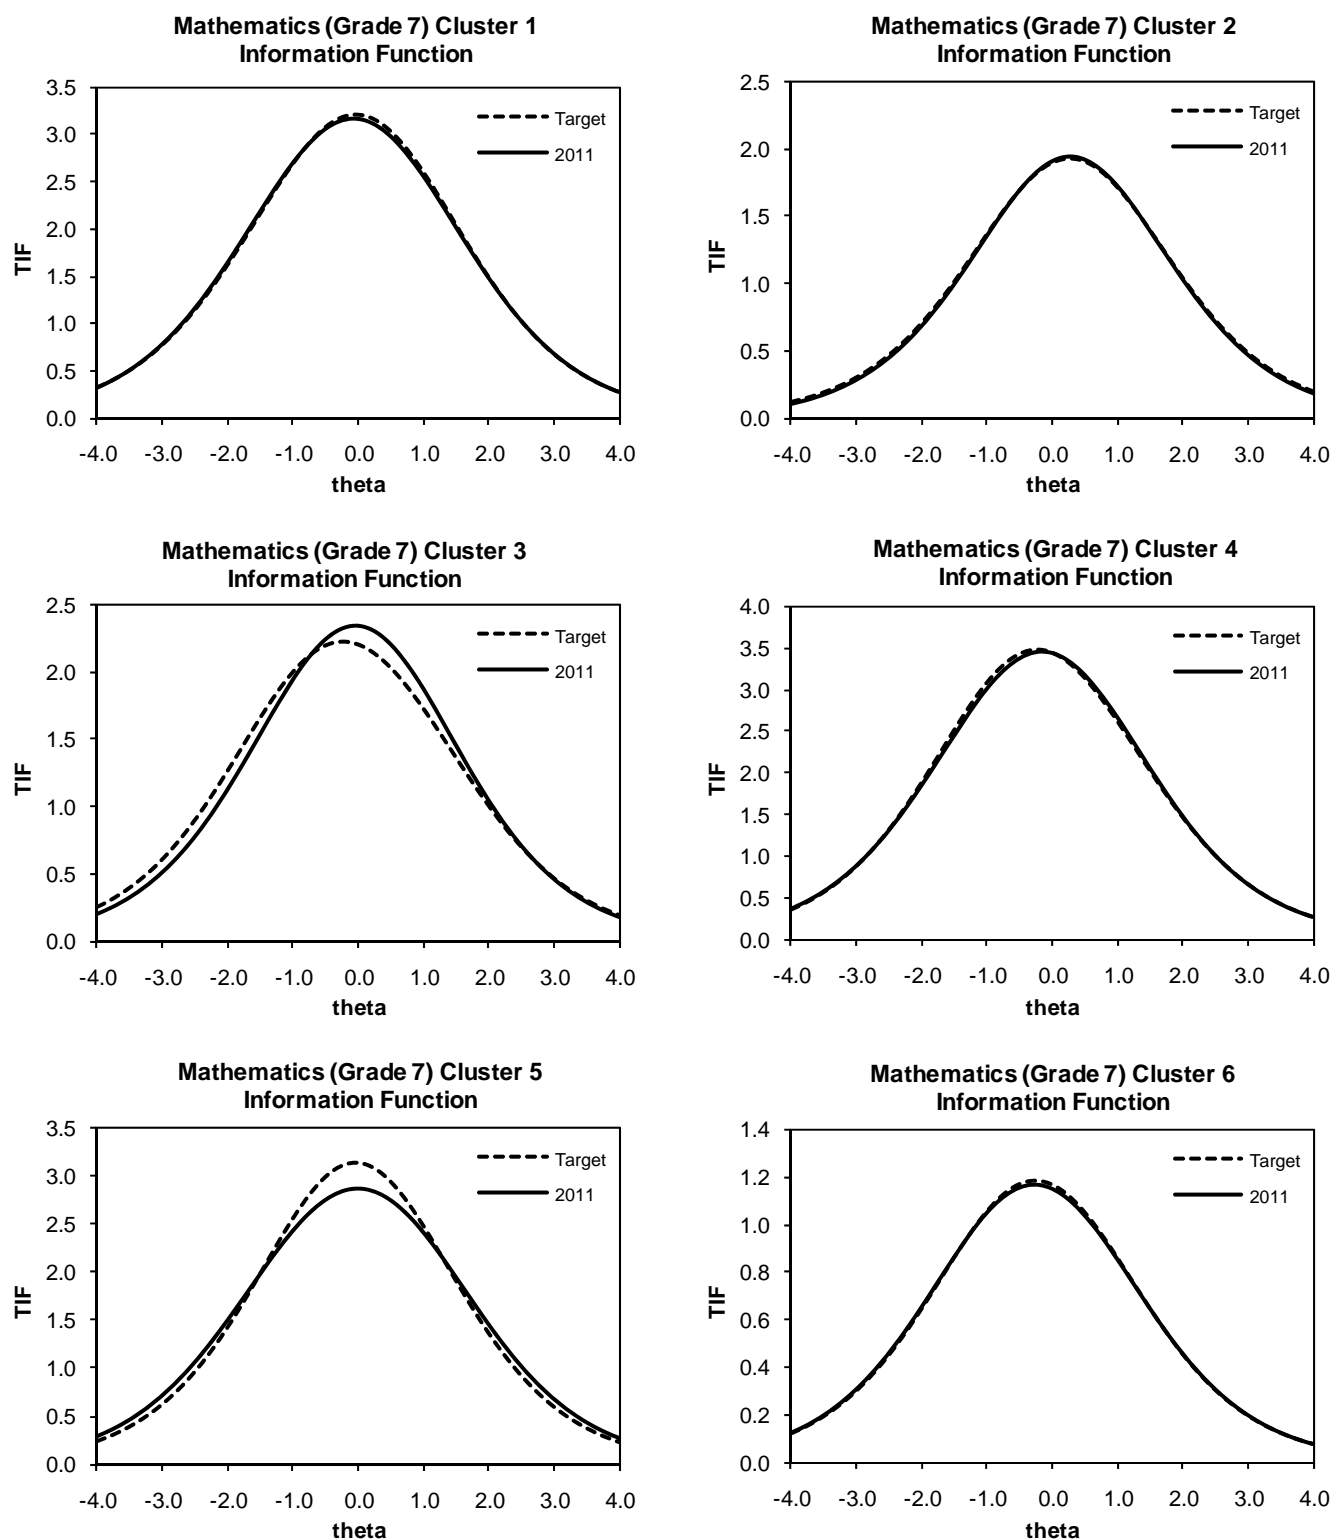 Mathematics (Grade 7) Cluster 1
Information Function
3.5
3.0
2.5
2.0
1.5
1.0
0.5
0.0
TIF
Target
2011
-4.0 -3.0 -2.0 -1.0 0.0 1.0 2.0 3.0 4.0
theta
Mathematics (Grade 7) Cluster 2
Information Function
2.5
2.0
1.5
1.0
0.5
0.0
TIF
Target
2011
-4.0 -3.0 -2.0 -1.0 0.0 1.0 2.0 3.0 4.0
theta
Mathematics (Grade 7) Cluster 3
Information Function
2.5
2.0
1.5
1.0
0.5
0.0
TIF
Target
2011
-4.0 -3.0 -2.0 -1.0 0.0 1.0 2.0 3.0 4.0
theta
Mathematics (Grade 7) Cluster 4
Information Function
4.0
3.5
3.0
2.5
2.0
1.5
1.0
0.5
0.0
TIF
Target
2011
-4.0 -3.0 -2.0 -1.0 0.0 1.0 2.0 3.0 4.0
theta
Mathematics (Grade 7) Cluster 5
Information Function
3.5
3.0
2.5
2.0
1.5
1.0
0.5
0.0
TIF
Target
2011
-4.0 -3.0 -2.0 -1.0 0.0 1.0 2.0 3.0 4.0
theta
Mathematics (Grade 7) Cluster 6
Information Function
1.4
1.2
1.0
0.8
0.6
0.4
0.2
0.0
TIF
Target
2011
-4.0 -3.0 -2.0 -1.0 0.0 1.0 2.0 3.0 4.0
theta